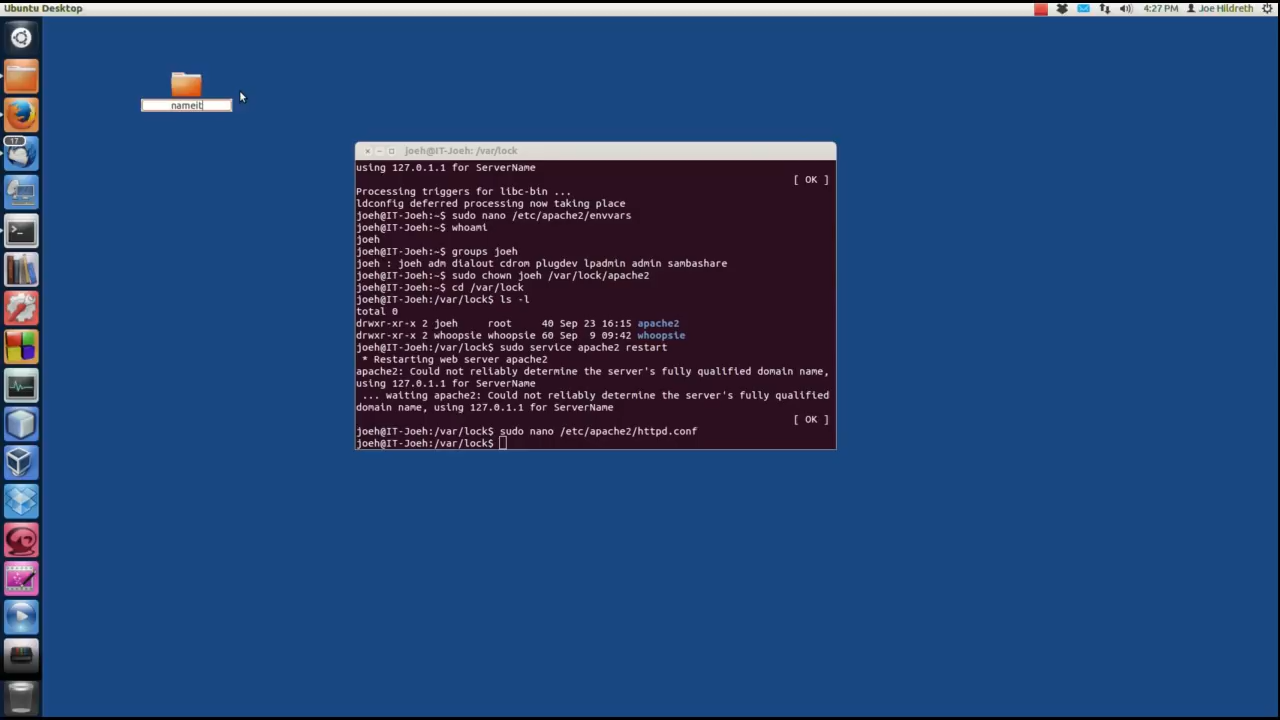 Ubuntu Desktop
4:27 PM Joe Hildreth
nameit
17
joeh@IT-Joeh: /var/lock
using 127.0.1.1 for ServerName
[ OK ]
Processing triggers for libc-bin ...
ldconfig deferred processing now taking place
joeh@IT-Joeh:~$ sudo nano /etc/apache2/envvars
joeh@IT-Joeh:~$ whoami
joeh
joeh@IT-Joeh:~$ groups joeh
joeh : joeh adm dialout cdrom plugdev lpadmin admin sambashare
joeh@IT-Joeh:~$ sudo chown joeh /var/lock/apache2
joeh@IT-Joeh:~$ cd /var/lock
joeh@IT-Joeh:/var/lock$ ls -l
total 0
drwxr-xr-x 2 joeh    root     40 Sep 23 16:15 apache2
drwxr-xr-x 2 whoopsie whoopsie 60 Sep  9 09:42 whoopsie
joeh@IT-Joeh:/var/lock$ sudo service apache2 restart
* Restarting web server apache2
apache2: Could not reliably determine the server's fully qualified domain name,
using 127.0.1.1 for ServerName
... waiting apache2: Could not reliably determine the server's fully qualified
domain name, using 127.0.1.1 for ServerName
[ OK ]
joeh@IT-Joeh:/var/lock$ sudo nano /etc/apache2/httpd.conf
joeh@IT-Joeh:/var/lock$